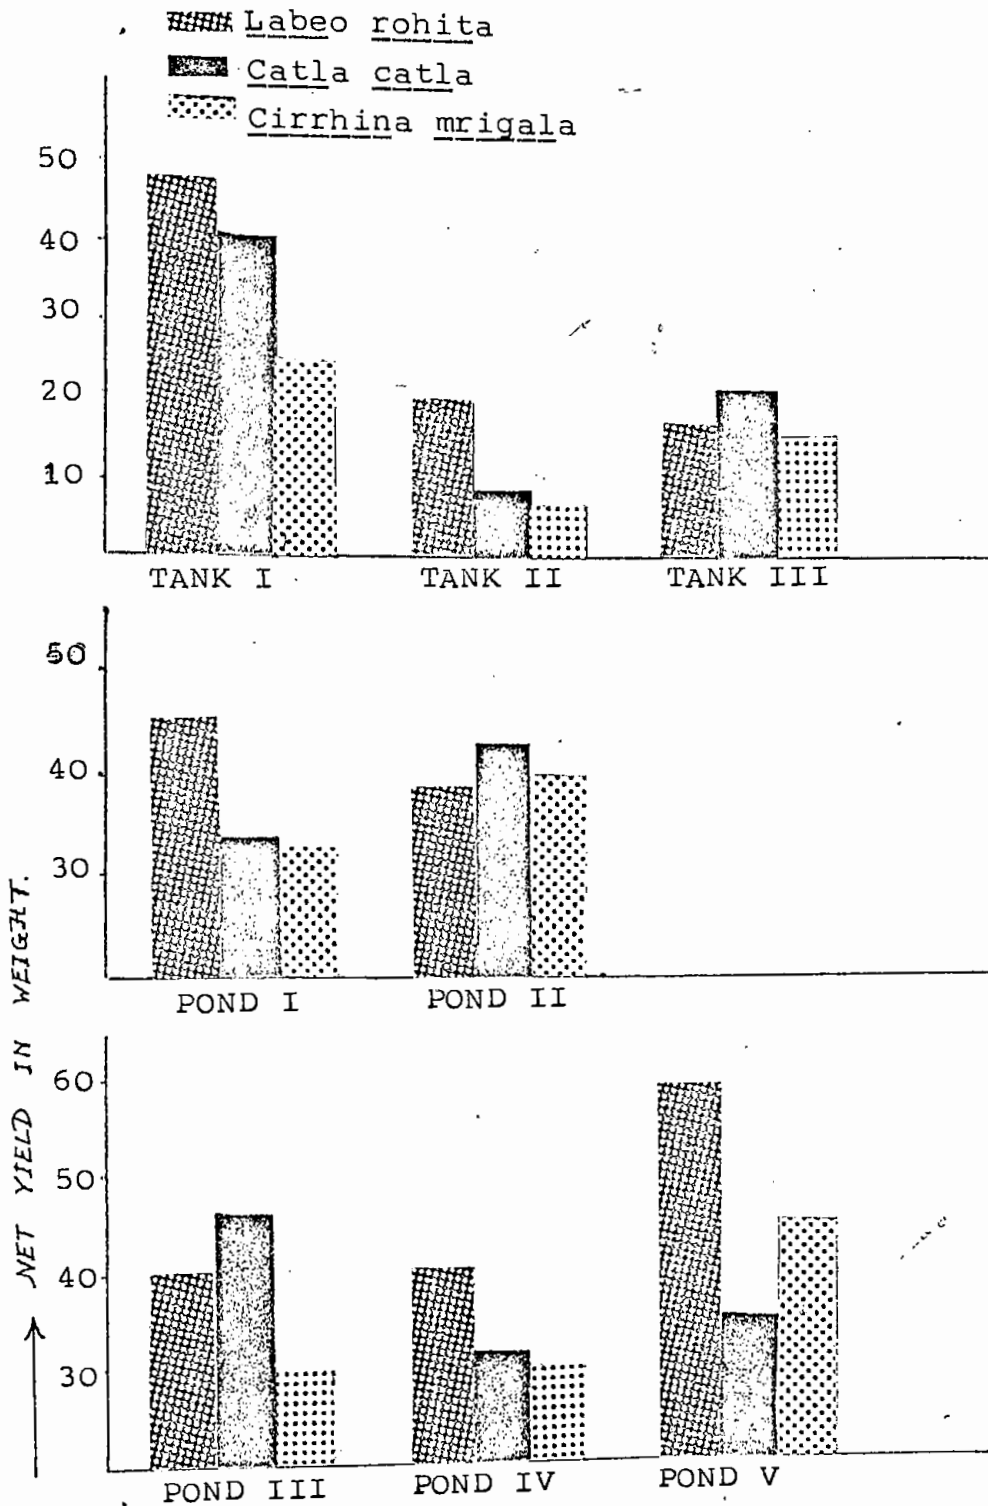 Labeo rohita
Catla catla
Cirrhina mrigala
50
40
30
20
10
TANK I
TANK II
TANK III
50
40
30
POND I
POND II
NET YIELD IN WEIGHT.
60
50
40
30
POND III
POND IV
POND V